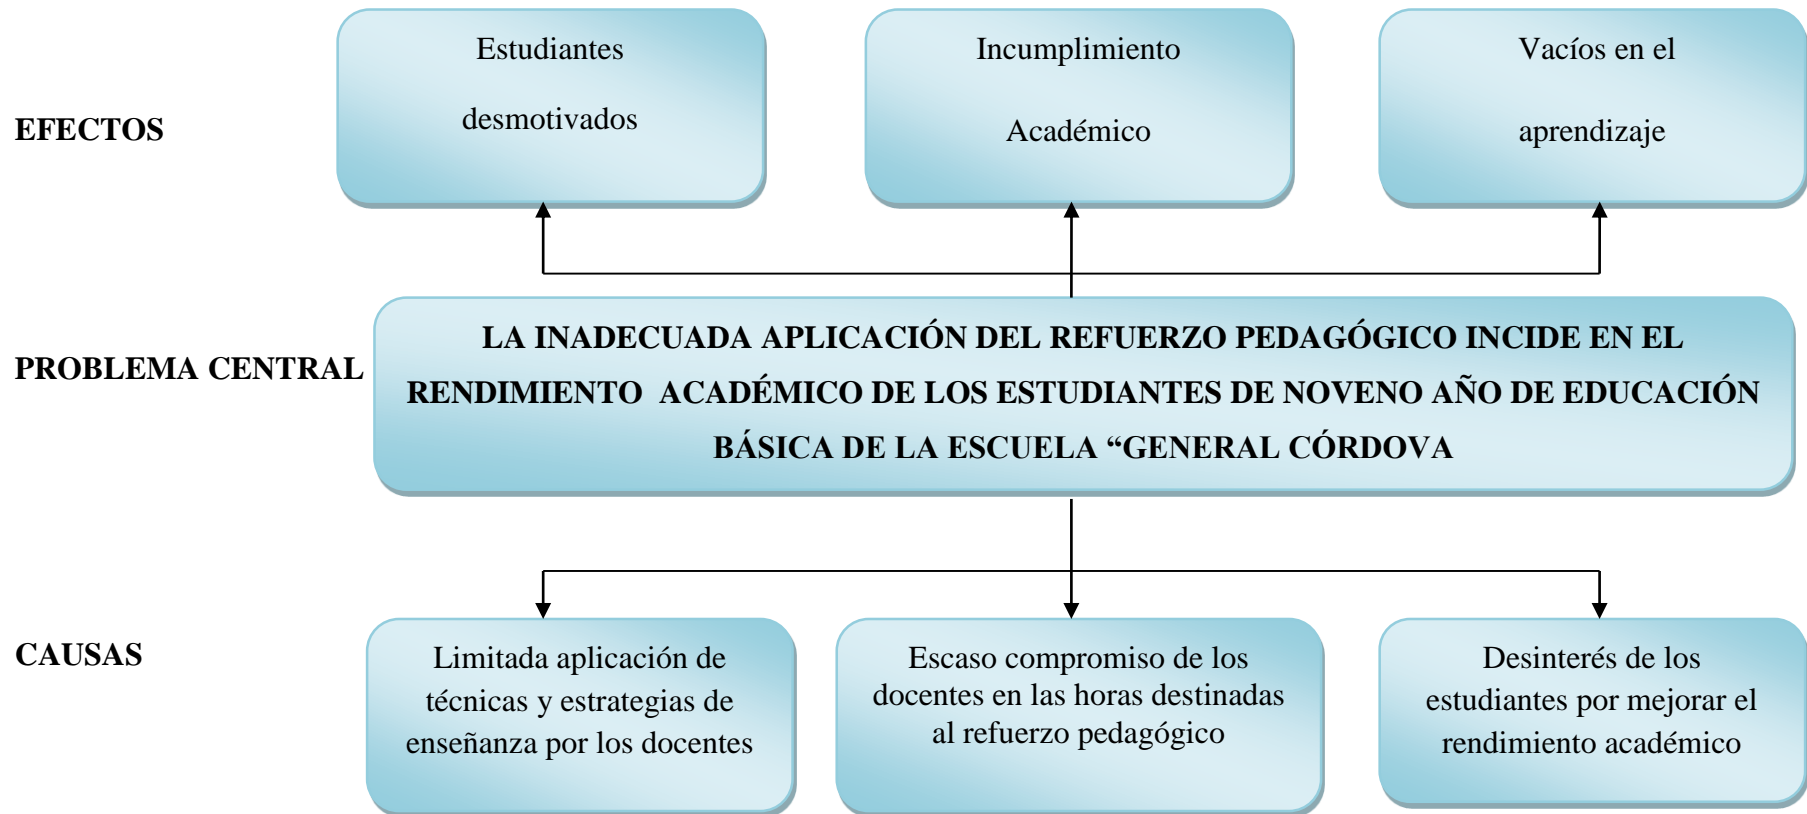 Estudiantes
desmotivados
Incumplimiento
Académico
Vacíos en el
aprendizaje
EFECTOS
PROBLEMA CENTRAL
LA INADECUADA APLICACIÓN DEL REFUERZO PEDAGÓGICO INCIDE EN EL
RENDIMIENTO ACADÉMICO DE LOS ESTUDIANTES DE NOVENO AÑO DE EDUCACIÓN
BÁSICA DE LA ESCUELA “GENERAL CÓRDOVA
CAUSAS
Limitada aplicación de
técnicas y estrategias de
enseñanza por los docentes
Escaso compromiso de los
docentes en las horas destinadas
al refuerzo pedagógico
Desinterés de los
estudiantes por mejorar el
rendimiento académico